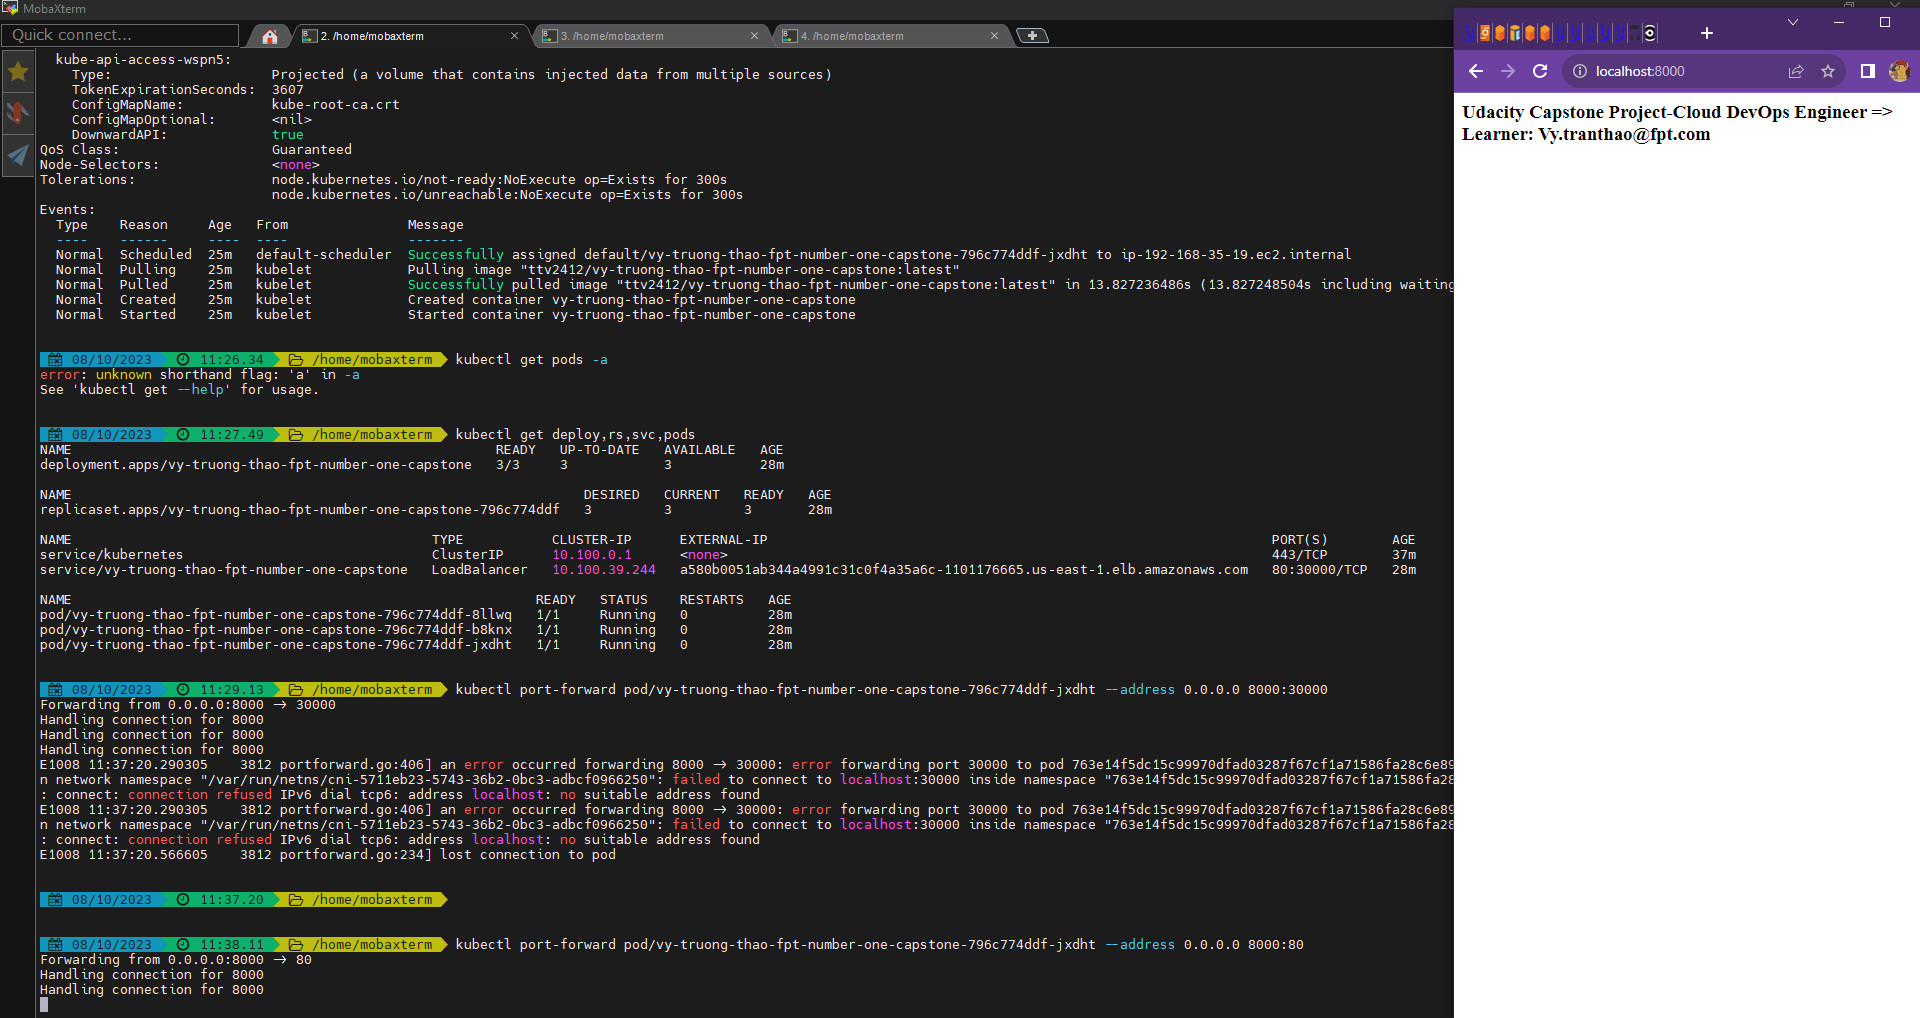 MobaXterm
Quick connect...
2. /home/mobaxterm
3. /home/mobaxterm
4. /home/mobaxterm
kube-api-access-wspn5:
Type: Projected (a volume that contains injected data from multiple sources)
TokenExpirationSeconds: 3607
ConfigMapName: kube-root-ca.crt
ConfigMapOptional: <nil>
DownwardAPI: true
QoS Class: Guaranteed
Node-Selectors: <none>
Tolerations: node.kubernetes.io/not-ready:NoExecute op=Exists for 300s
node.kubernetes.io/unreachable:NoExecute op=Exists for 300s
Events:
Type Reason Age From Message
---- ------ ---- ---- -------
Normal Scheduled 25m default-scheduler Successfully assigned default/vy-truong-thao-fpt-number-one-capstone-796c774ddf-jxdht to ip-192-168-35-19.ec2.internal
Normal Pulling 25m kubelet Pulling image "ttv2412/vy-truong-thao-fpt-number-one-capstone:latest"
Normal Pulled 25m kubelet Successfully pulled image "ttv2412/vy-truong-thao-fpt-number-one-capstone:latest" in 13.827236486s (13.827248504s including waiting
Normal Created 25m kubelet Created container vy-truong-thao-fpt-number-one-capstone
Normal Started 25m kubelet Started container vy-truong-thao-fpt-number-one-capstone
08/10/2023 11:26.34 /home/mobaxterm kubectl get pods -a
error: unknown shorthand flag: 'a' in -a
See 'kubectl get --help' for usage.
08/10/2023 11:27.49 /home/mobaxterm kubectl get deploy,rs,svc,pods
NAME READY UP-TO-DATE AVAILABLE AGE
deployment.apps/vy-truong-thao-fpt-number-one-capstone 3/3 3 3 28m
NAME DESIRED CURRENT READY AGE
replicaset.apps/vy-truong-thao-fpt-number-one-capstone-796c774ddf 3 3 3 28m
NAME TYPE CLUSTER-IP EXTERNAL-IP PORT(S) AGE
service/kubernetes ClusterIP 10.100.0.1 <none> 443/TCP 37m
service/vy-truong-thao-fpt-number-one-capstone LoadBalancer 10.100.39.244 a580b0051ab344a4991c31c0f4a35a6c-1101176665.us-east-1.elb.amazonaws.com 80:30000/TCP 28m
NAME READY STATUS RESTARTS AGE
pod/vy-truong-thao-fpt-number-one-capstone-796c774ddf-8llwq 1/1 Running 0 28m
pod/vy-truong-thao-fpt-number-one-capstone-796c774ddf-b8knx 1/1 Running 0 28m
pod/vy-truong-thao-fpt-number-one-capstone-796c774ddf-jxdht 1/1 Running 0 28m
08/10/2023 11:29.13 /home/mobaxterm kubectl port-forward pod/vy-truong-thao-fpt-number-one-capstone-796c774ddf-jxdht --address 0.0.0.0 8000:30000
Forwarding from 0.0.0.0:8000 -> 30000
Handling connection for 8000
Handling connection for 8000
Handling connection for 8000
E1008 11:37:20.290305 3812 portforward.go:406] an error occurred forwarding 8000 -> 30000: error forwarding port 30000 to pod 763e14f5dc15c99970dfad03287f67cf1a71586fa28c6e89
n network namespace "/var/run/netns/cni-5711eb23-5743-36b2-0bc3-adbcf0966250": failed to connect to localhost:30000 inside namespace "763e14f5dc15c99970dfad03287f67cf1a71586fa28
: connect: connection refused IPv6 dial tcp6: address localhost: no suitable address found
E1008 11:37:20.290305 3812 portforward.go:406] an error occurred forwarding 8000 -> 30000: error forwarding port 30000 to pod 763e14f5dc15c99970dfad03287f67cf1a71586fa28c6e89
n network namespace "/var/run/netns/cni-5711eb23-5743-36b2-0bc3-adbcf0966250": failed to connect to localhost:30000 inside namespace "763e14f5dc15c99970dfad03287f67cf1a71586fa28
: connect: connection refused IPv6 dial tcp6: address localhost: no suitable address found
E1008 11:37:20.566605 3812 portforward.go:234] lost connection to pod
08/10/2023 11:37.20 /home/mobaxterm
08/10/2023 11:38.11 /home/mobaxterm kubectl port-forward pod/vy-truong-thao-fpt-number-one-capstone-796c774ddf-jxdht --address 0.0.0.0 8000:80
Forwarding from 0.0.0.0:8000 -> 80
Handling connection for 8000
Handling connection for 8000
localhost:8000
Udacity Capstone Project-Cloud DevOps Engineer =>
Learner: Vy.tranthao@fpt.com